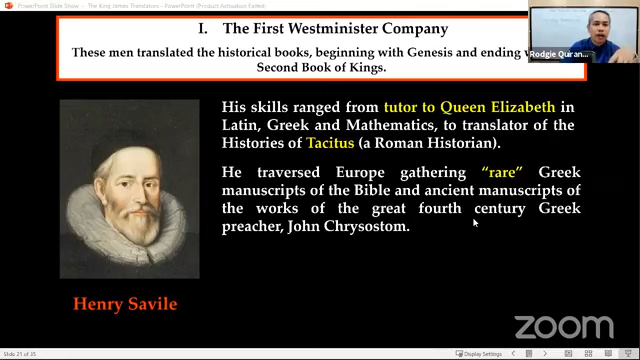 PowerPoint Slide Show - The King James Translators - PowerPoint (Product Activation Failed)
I. The First Westminister Company
These men translated the historical books, beginning with Genesis and ending
Second Book of Kings.
Rodgie Quiran...
His skills ranged from tutor to Queen Elizabeth in
Latin, Greek and Mathematics, to translator of the
Histories of Tacitus (a Roman Historian).
He traversed Europe gathering "rare" Greek
manuscripts of the Bible and ancient manuscripts of
the works of the great fourth century Greek
preacher, John Chrysostom.
Henry Savile
zoom
Slide 21 of 35
Display Settings